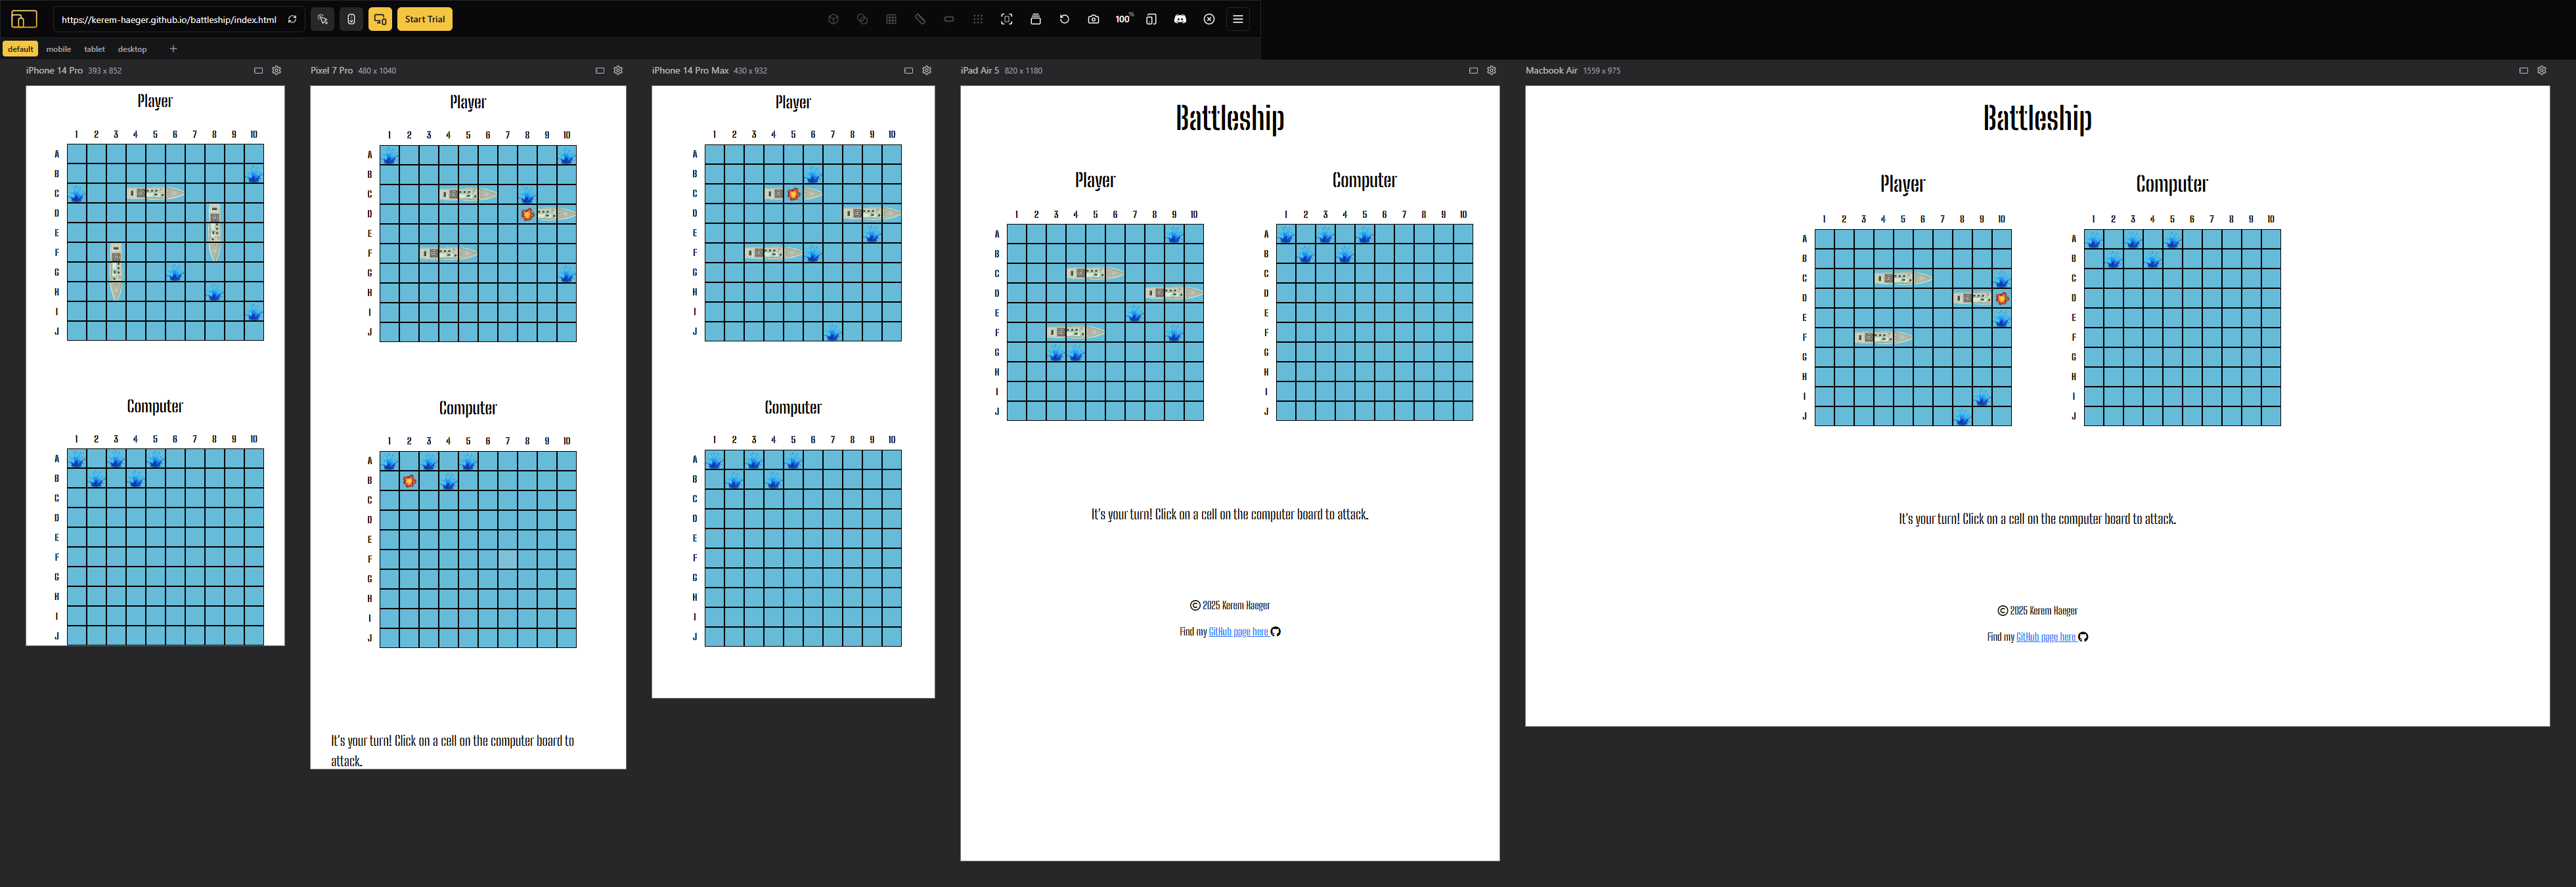 https://kerem-haeger.github.io/battleship/index.html
Start Trial
100%
default mobile tablet desktop +
iPhone 14 Pro 393 x 852
Player
1 2 3 4 5 6 7 8 9 10
A
B
C
D
E
F
G
H
I
J
Computer
1 2 3 4 5 6 7 8 9 10
A
B
C
D
E
F
G
H
I
J
Pixel 7 Pro 480 x 1040
Player
1 2 3 4 5 6 7 8 9 10
A
B
C
D
E
F
G
H
I
J
Computer
1 2 3 4 5 6 7 8 9 10
A
B
C
D
E
F
G
H
I
J
It's your turn! Click on a cell on the computer board to
attack.
iPhone 14 Pro Max 430 x 932
Player
1 2 3 4 5 6 7 8 9 10
A
B
C
D
E
F
G
H
I
J
Computer
1 2 3 4 5 6 7 8 9 10
A
B
C
D
E
F
G
H
I
J
iPad Air 5 820 x 1180
Battleship
Player
1 2 3 4 5 6 7 8 9 10
A
B
C
D
E
F
G
H
I
J
Computer
1 2 3 4 5 6 7 8 9 10
A
B
C
D
E
F
G
H
I
J
It's your turn! Click on a cell on the computer board to attack.
© 2025 Kerem Haeger
Find my GitHub page here
Macbook Air 1559 x 975
Battleship
Player
1 2 3 4 5 6 7 8 9 10
A
B
C
D
E
F
G
H
I
J
Computer
1 2 3 4 5 6 7 8 9 10
A
B
C
D
E
F
G
H
I
J
It's your turn! Click on a cell on the computer board to attack.
© 2025 Kerem Haeger
Find my GitHub page here